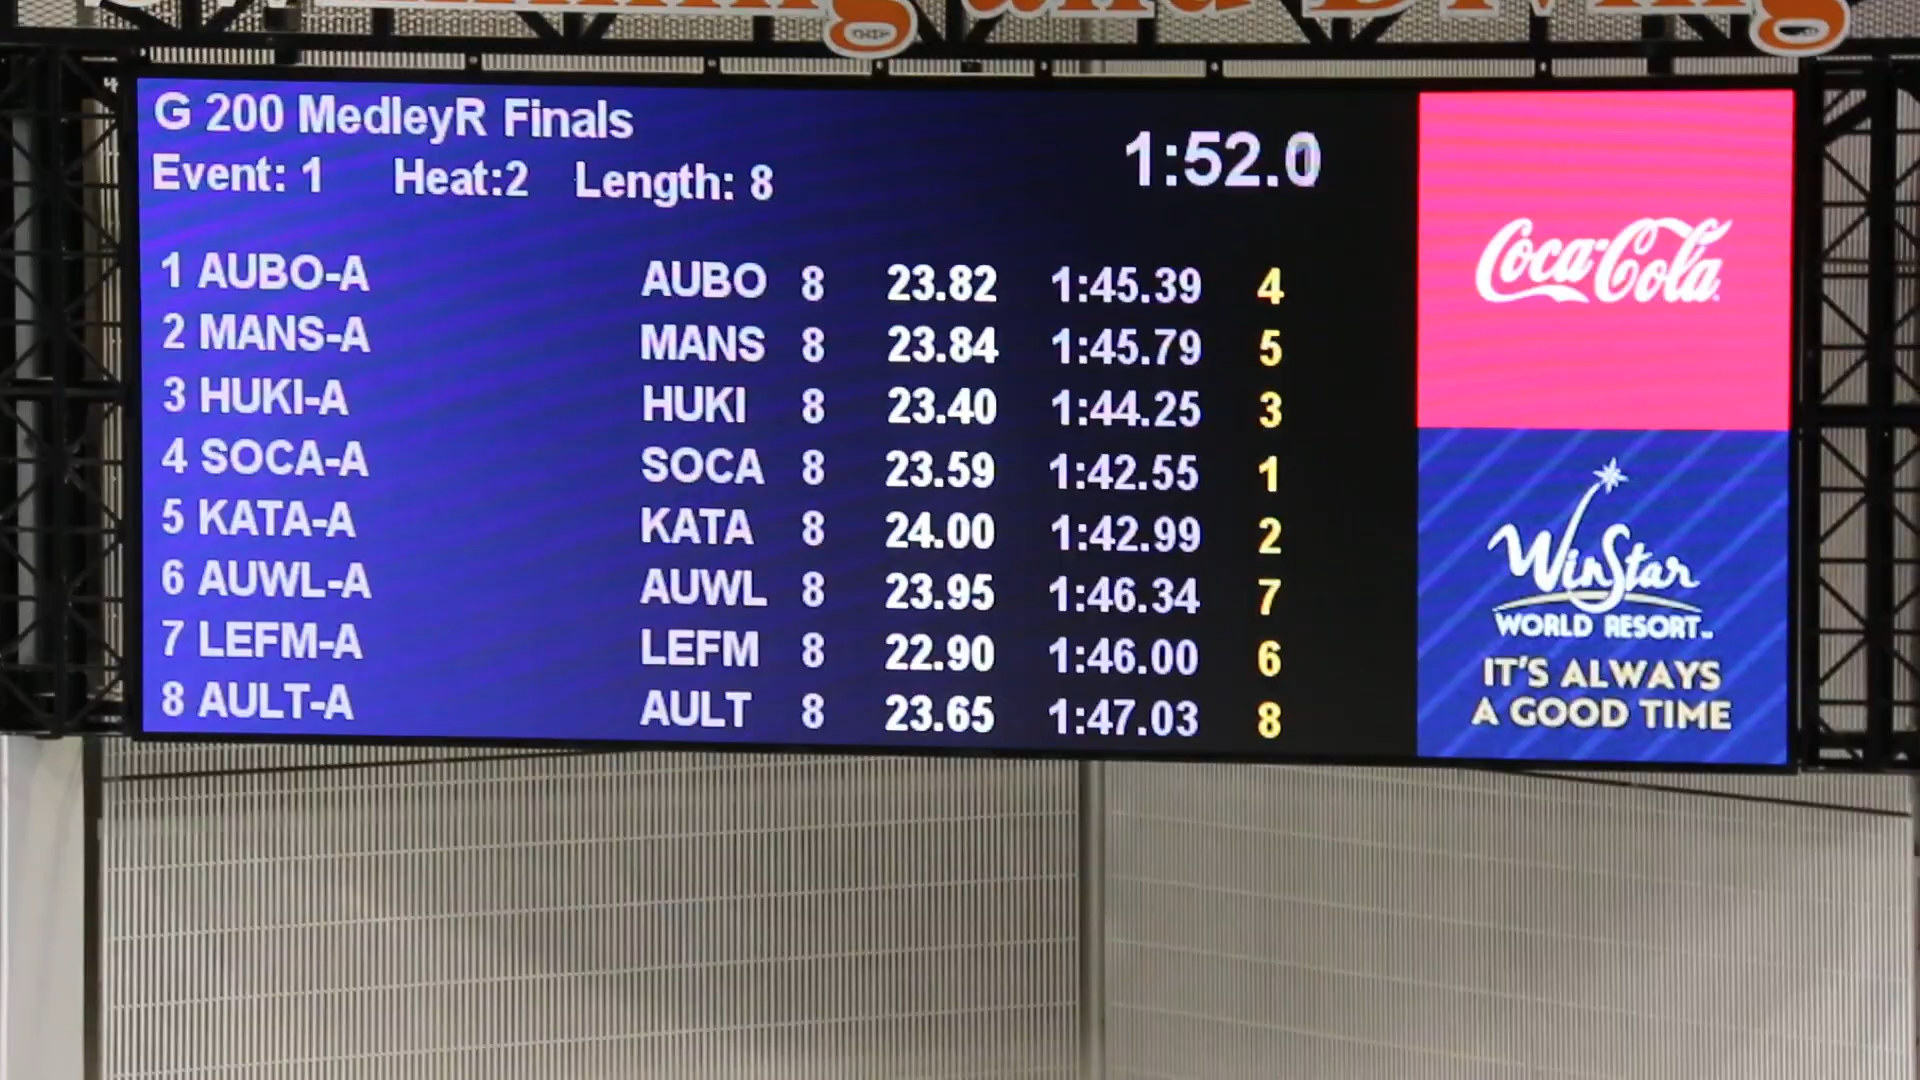 Swimming and Diving
G 200 MedleyR Finals
1:52.0
Event: 1 Heat:2 Length: 8
1 AUBO-A AUBO 8 23.82 1:45.39 4
2 MANS-A MANS 8 23.84 1:45.79 5
3 HUKI-A HUKI 8 23.40 1:44.25 3
4 SOCA-A SOCA 8 23.59 1:42.55 1
5 KATA-A KATA 8 24.00 1:42.99 2
6 AUWL-A AUWL 8 23.95 1:46.34 7
7 LEFM-A LEFM 8 22.90 1:46.00 6
8 AULT-A AULT 8 23.65 1:47.03 8
Coca-Cola
WinStar
WORLD RESORT™
IT'S ALWAYS
A GOOD TIME